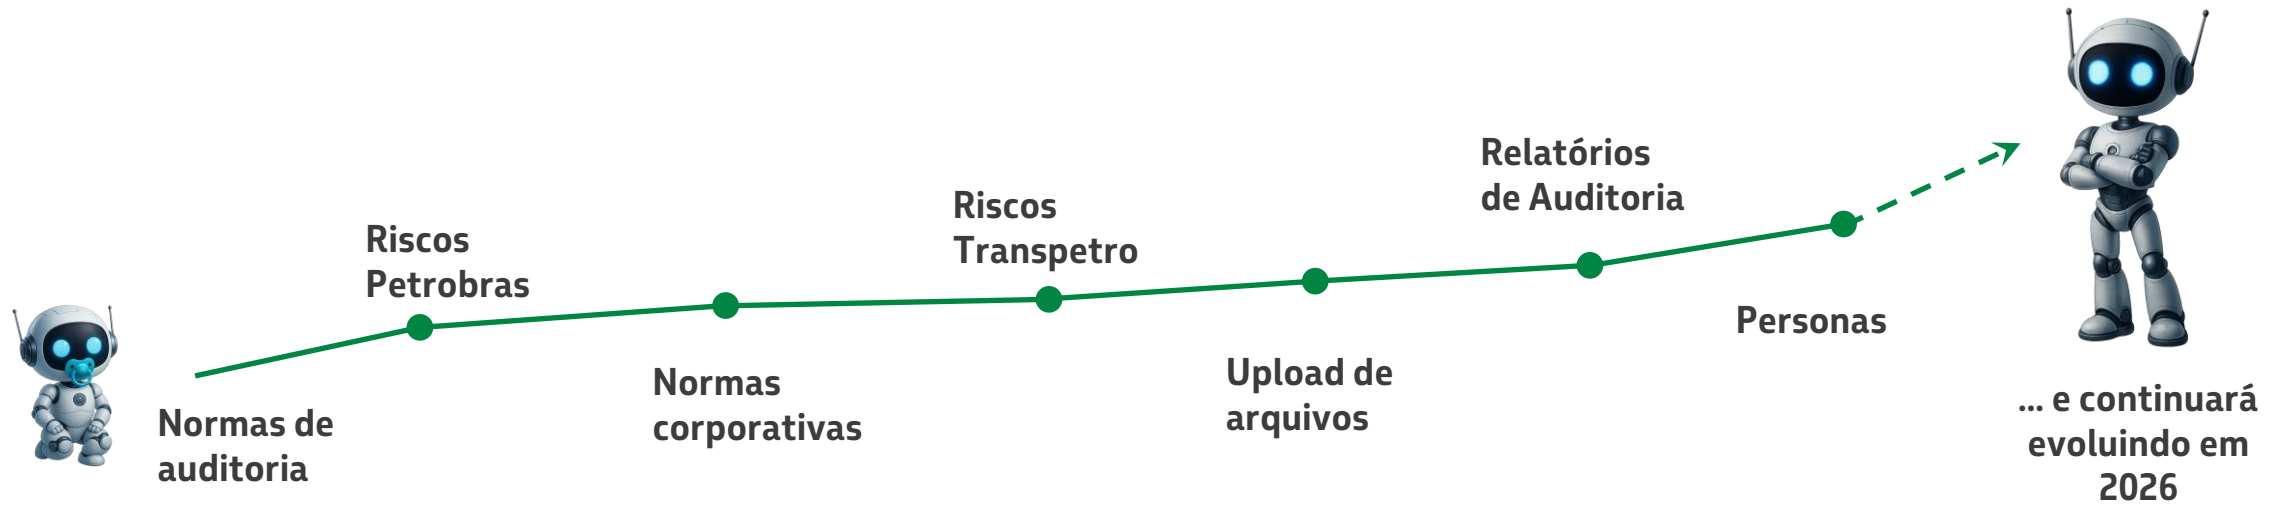 Normas de
auditoria
Riscos
Petrobras
Normas
corporativas
Riscos
Transpetro
Upload de
arquivos
Relatórios
de Auditoria
Personas
... e continuará
evoluindo em
2026